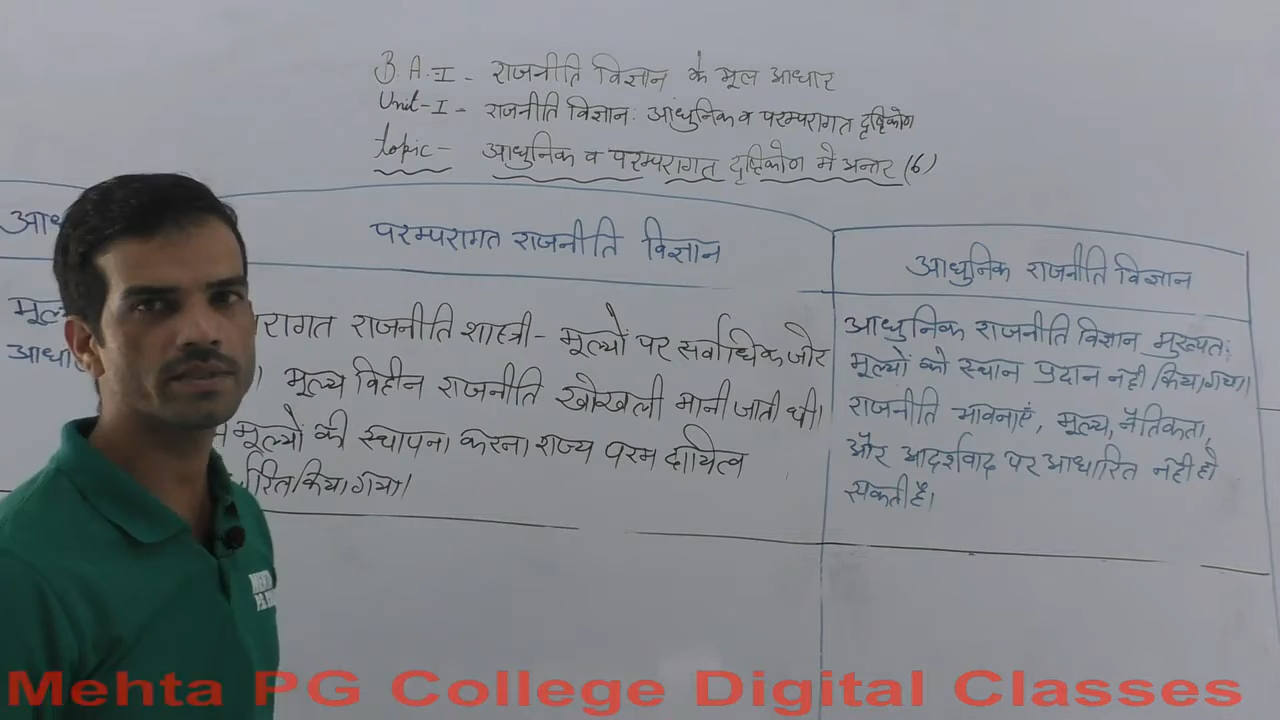 B.A.I - राजनीति विज्ञान के मूल आधार
Unit-I - राजनीति विज्ञान: आधुनिक व परम्परागत दृष्टिकोण
topic- आधुनिक व परम्परागत दृष्टिकोण में अन्तर (6)
परम्परागत राजनीति विज्ञान
आधुनिक राजनीति विज्ञान
रागत राजनीति शास्त्री - मूल्यों पर सर्वाधिक जोर
मूल्य विहीन राजनीति खोखली मानी जाती थी।
मूल्यों की स्थापना करना राज्य परम दायित्व
रित किया गया।
आधुनिक राजनीति विज्ञान मुख्यत:
मूल्यों को स्थान प्रदान नही किया गया।
राजनीति भावनाएं, मूल्य, नैतिकता,
और आदर्शवाद पर आधारित नही हो
सकती है।
Mehta PG College Digital Classes